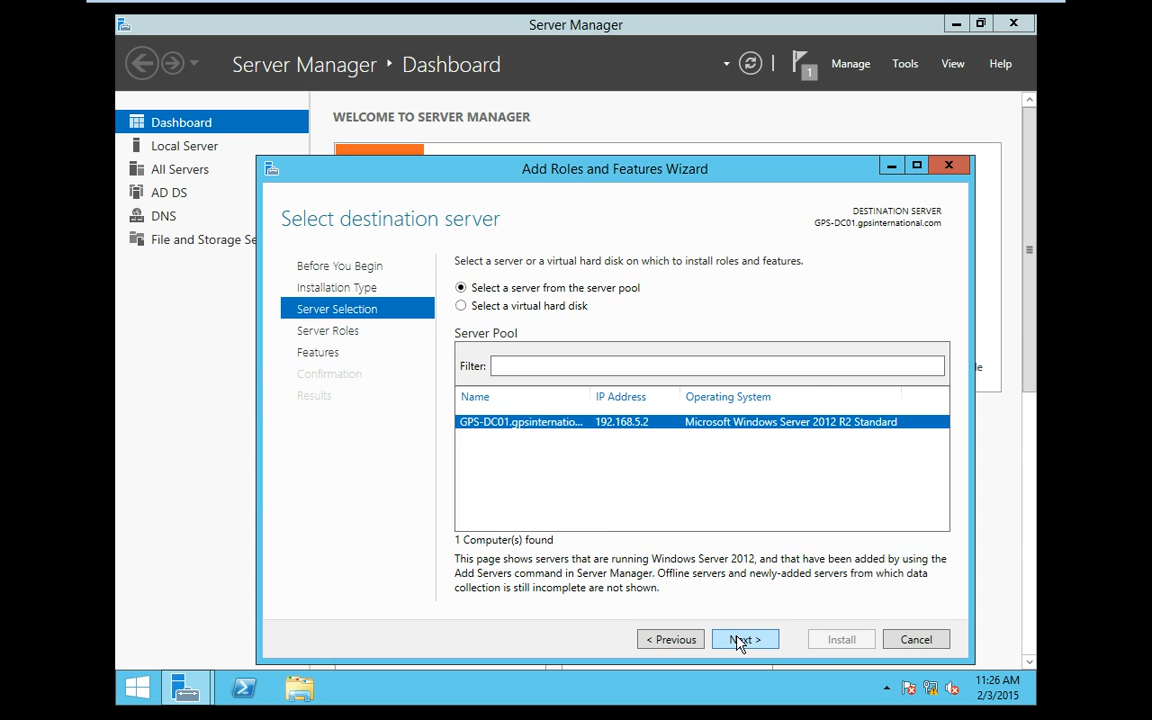 Server Manager
Server Manager
Dashboard
1
Manage
Tools
View
Help
Dashboard
Local Server
All Servers
AD DS
DNS
File and Storage Se
WELCOME TO SERVER MANAGER
Add Roles and Features Wizard
Select destination server
DESTINATION SERVER
GPS-DC01.gpsinternational.com
Before You Begin
Installation Type
Server Selection
Server Roles
Features
Confirmation
Results
Select a server or a virtual hard disk on which to install roles and features.
Select a server from the server pool
Select a virtual hard disk
Server Pool
Filter:
Name IP Address Operating System
GPS-DC01.gpsinternatio... 192.168.5.2 Microsoft Windows Server 2012 R2 Standard
1 Computer(s) found
This page shows servers that are running Windows Server 2012, and that have been added by using the
Add Servers command in Server Manager. Offline servers and newly-added servers from which data
collection is still incomplete are not shown.
< Previous
Next >
Install
Cancel
11:26 AM
2/3/2015